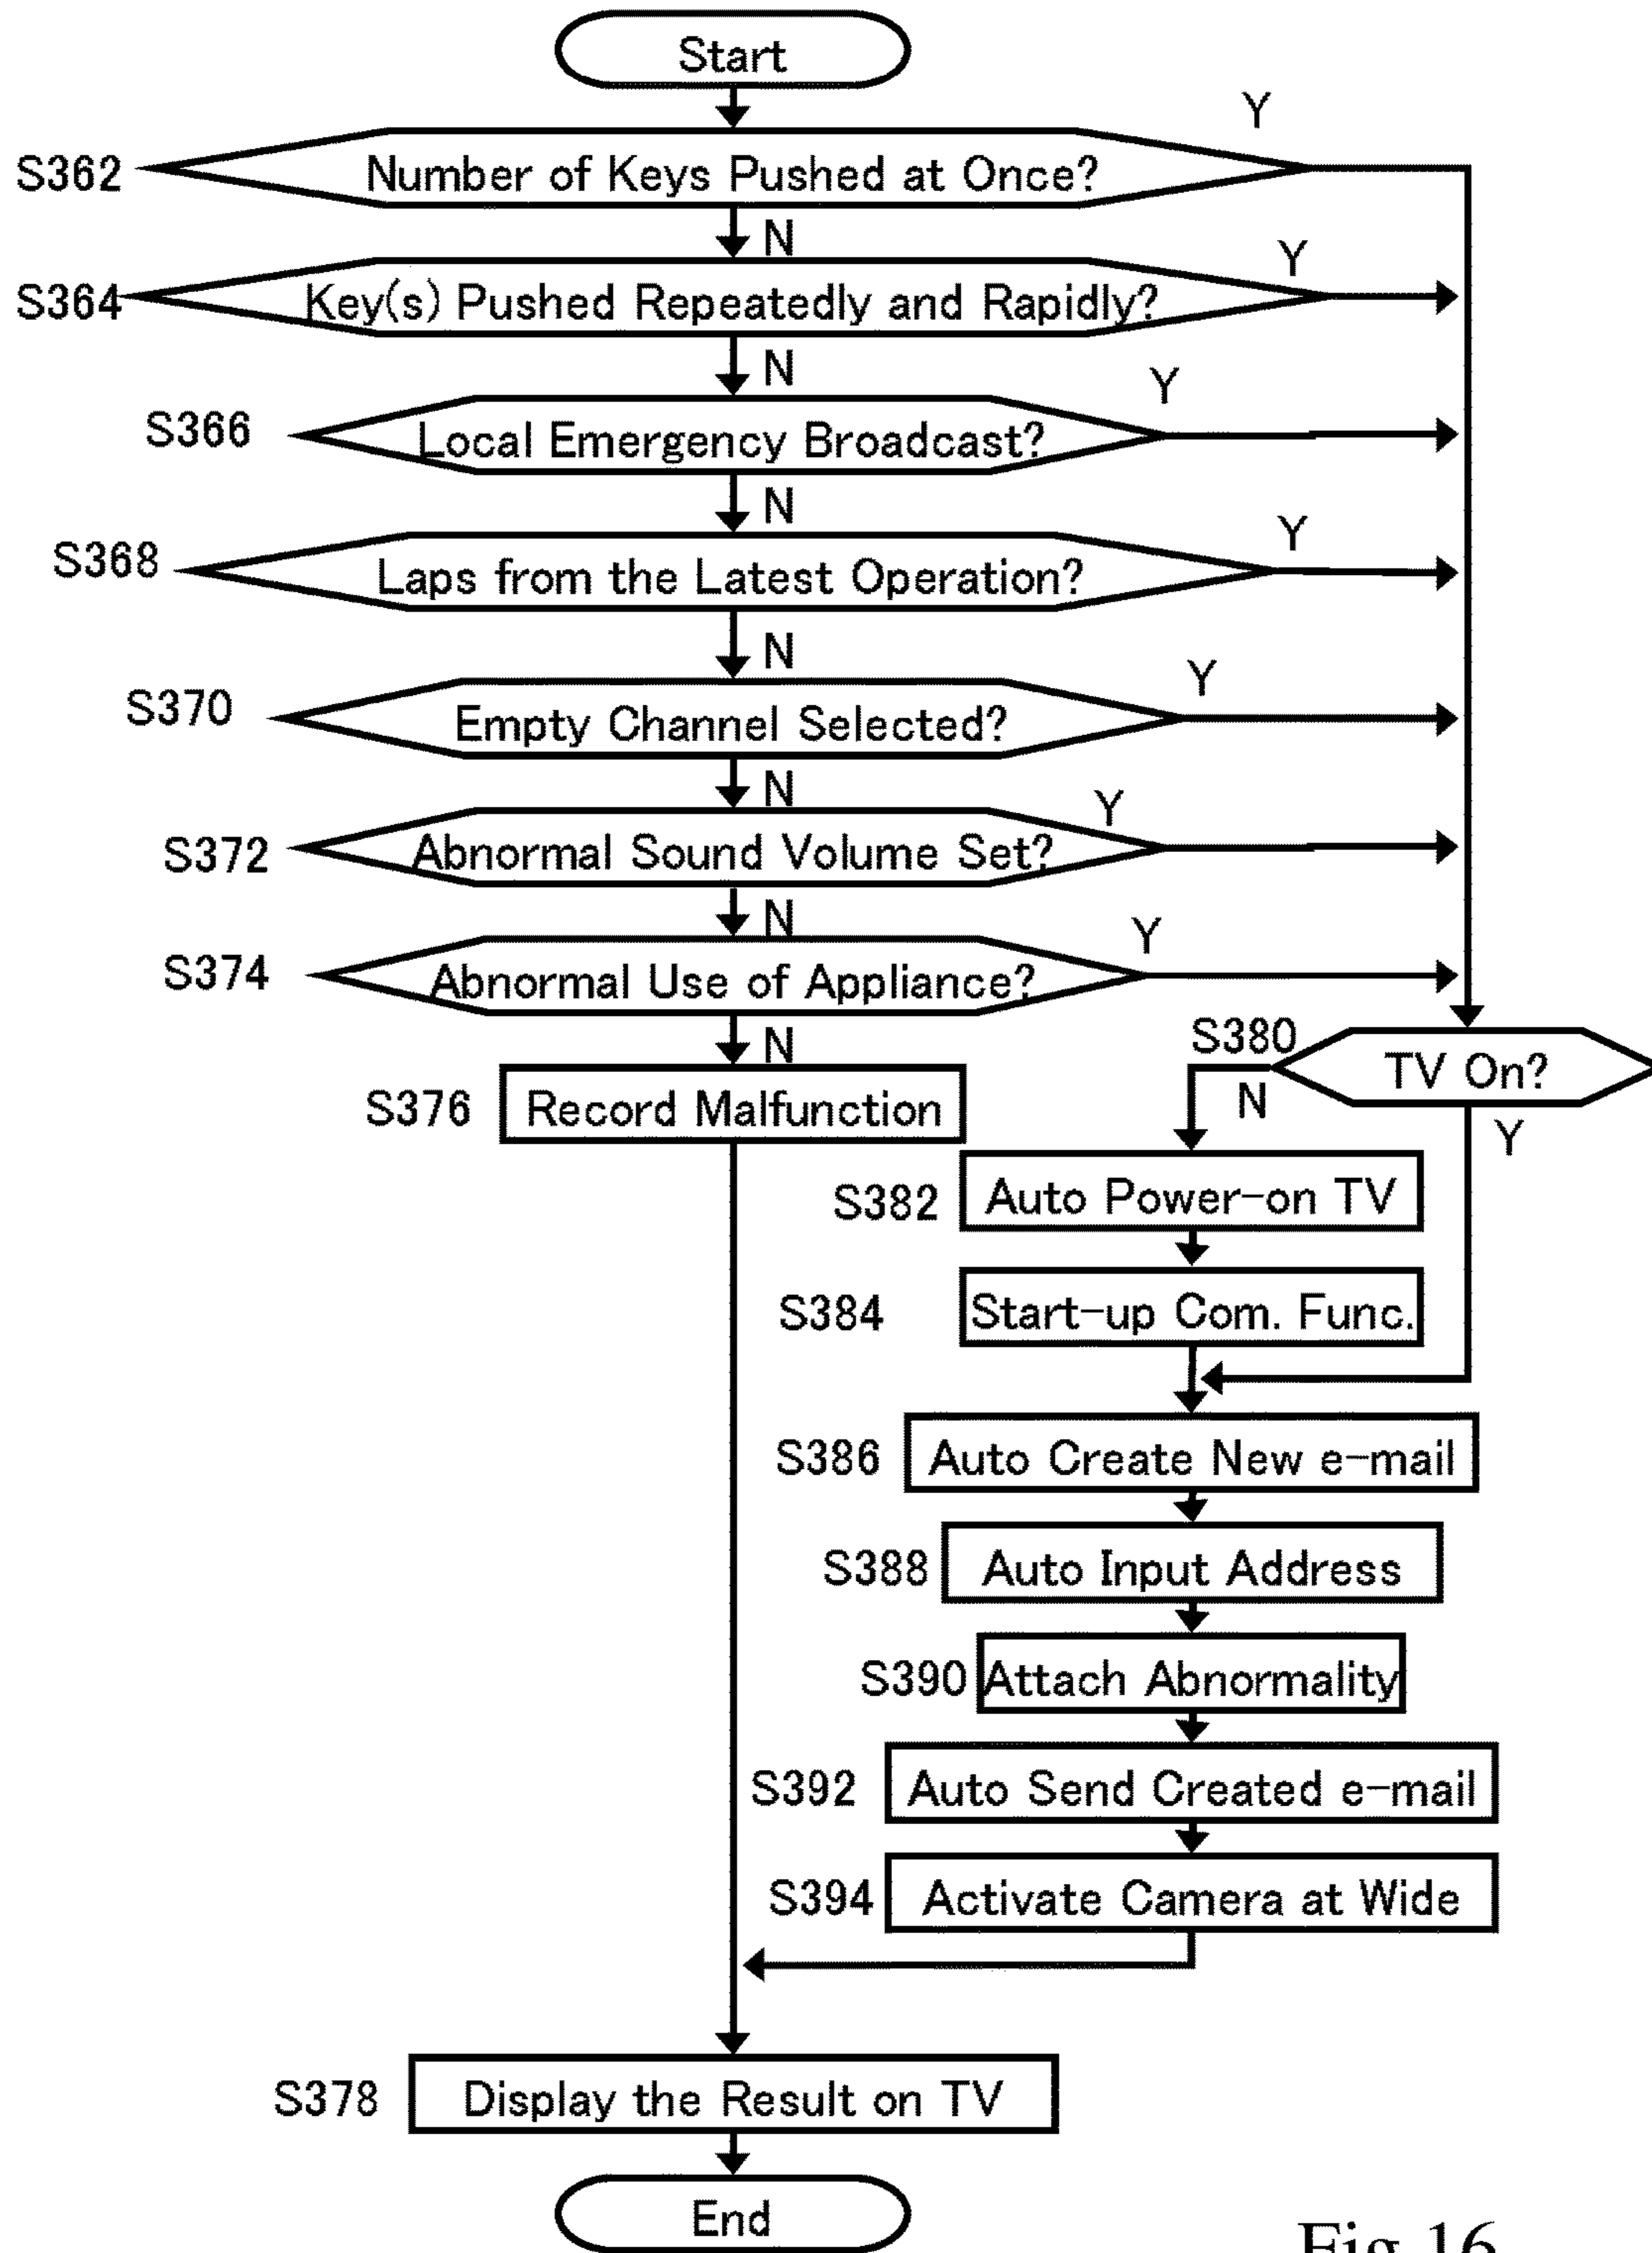 Start
Y
S362 Number of Keys Pushed at Once?
N
Y
S364 Key(s) Pushed Repeatedly and Rapidly?
N
Y
S366 Local Emergency Broadcast?
N
Y
S368 Laps from the Latest Operation?
N
Y
S370 Empty Channel Selected?
N
Y
S372 Abnormal Sound Volume Set?
N
Y
S374 Abnormal Use of Appliance?
N
S380 TV On?
N
Y
S376 Record Malfunction
S382 Auto Power-on TV
S384 Start-up Com. Func.
S386 Auto Create New e-mail
S388 Auto Input Address
S390 Attach Abnormality
S392 Auto Send Created e-mail
S394 Activate Camera at Wide
S378 Display the Result on TV
End
Fig.16